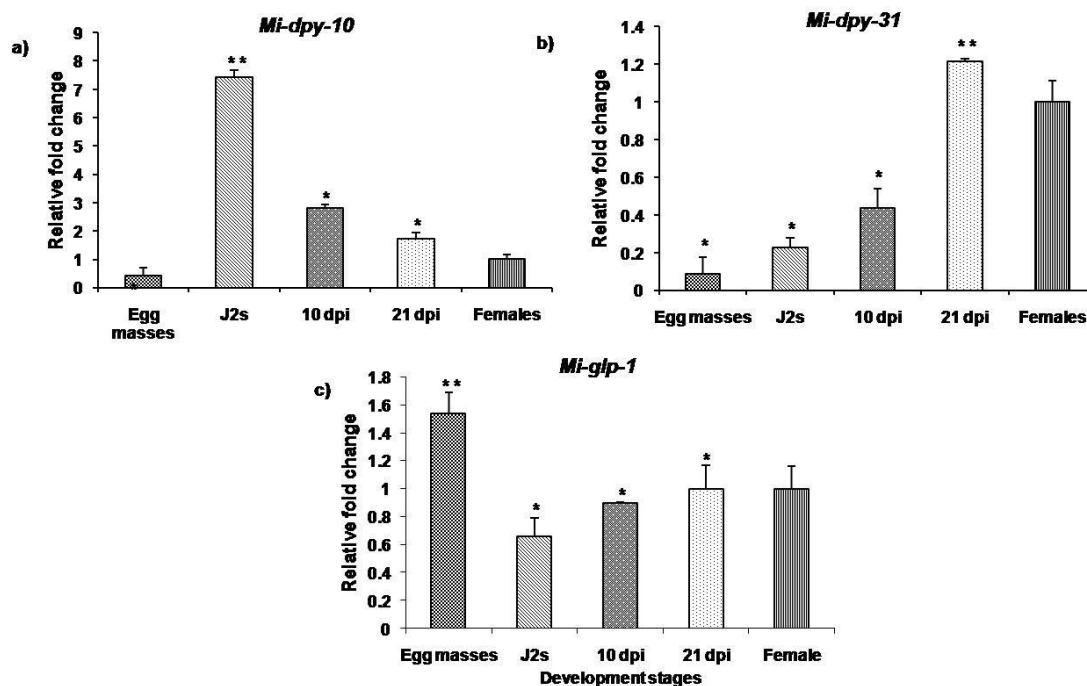 a)
Mi-dpy-10
Relative fold change
9
8
7
6
5
4
3
2
1
0
*
**
*
*
Egg masses
J2s
10 dpi
21 dpi
Females
b)
Mi-dpy-31
Relative fold change
1.4
1.2
1
0.8
0.6
0.4
0.2
0
*
*
*
**
Egg masses
J2s
10 dpi
21 dpi
Females
c)
Mi-glp-1
Relative fold change
1.8
1.6
1.4
1.2
1
0.8
0.6
0.4
0.2
0
**
*
*
*
Egg masses
J2s
10 dpi
21 dpi
Female
Development stages